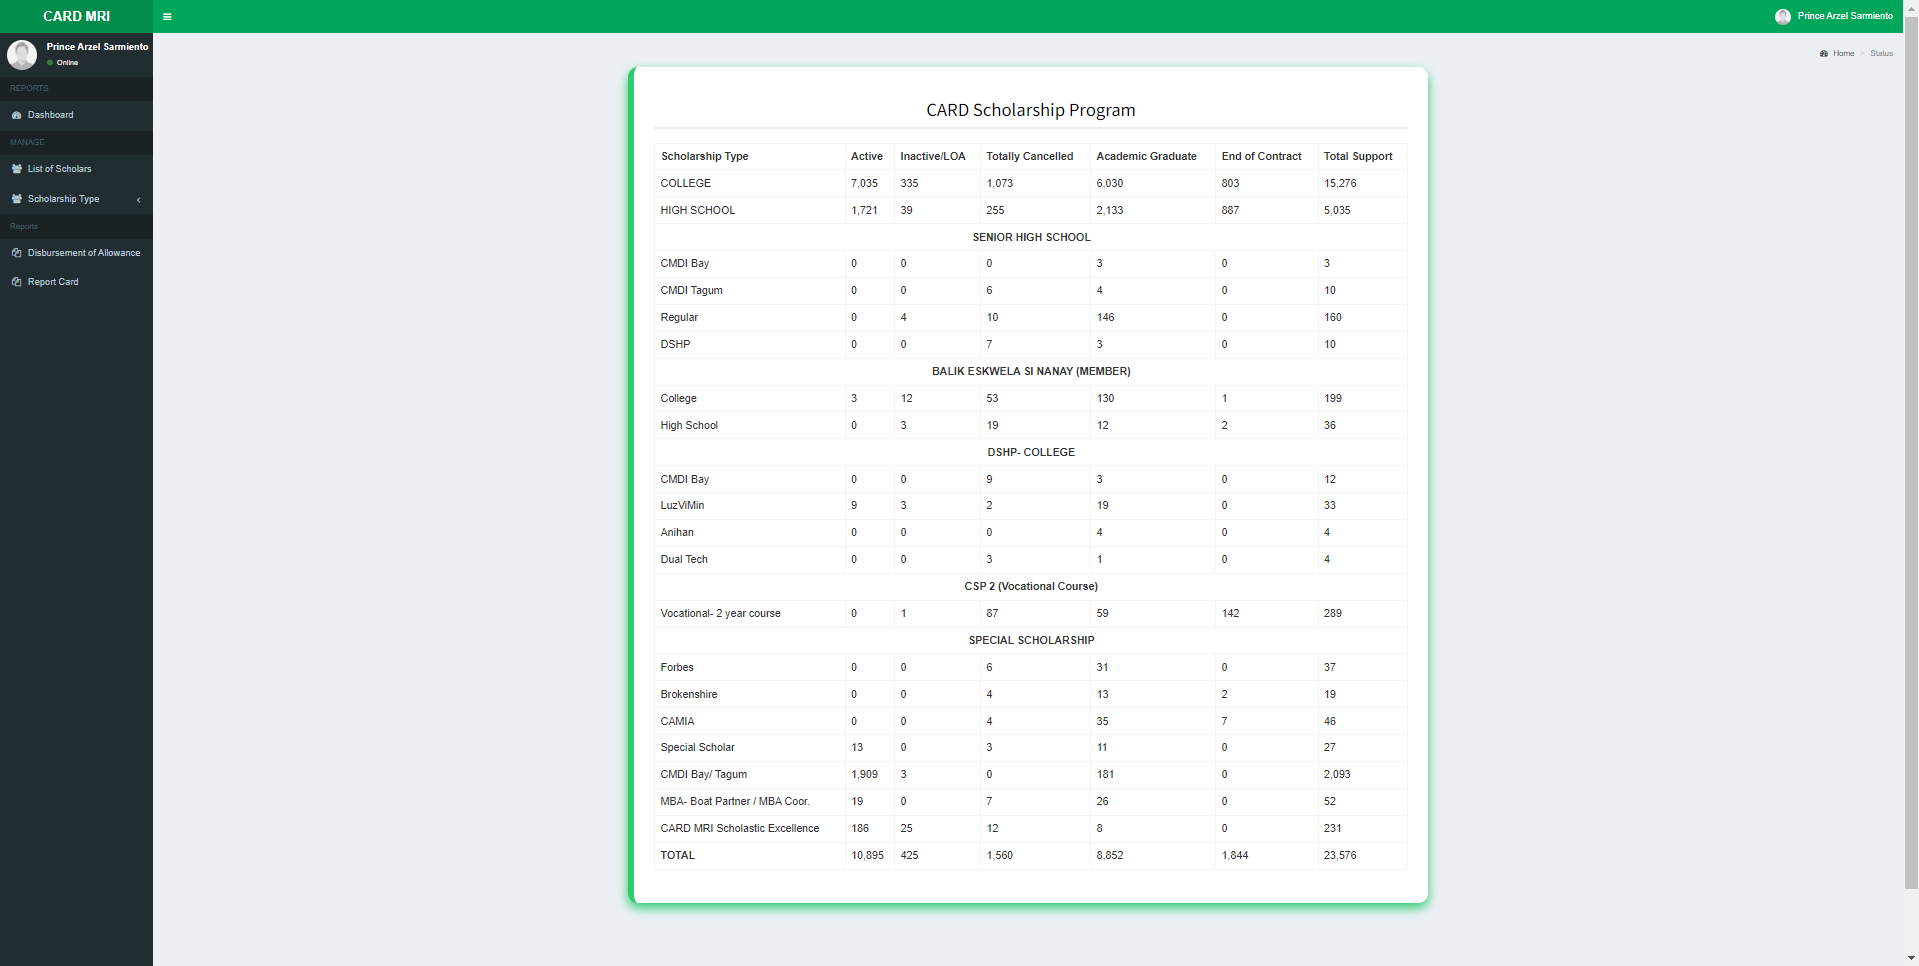 CARD MRI
Prince Arzel Sarmiento
Prince Arzel Sarmiento
Online
Home > Status
REPORTS
Dashboard
MANAGE
List of Scholars
Scholarship Type
Reports
Disbursement of Allowance
Report Card
CARD Scholarship Program
Scholarship Type Active Inactive/LOA Totally Cancelled Academic Graduate End of Contract Total Support
COLLEGE 7,035 335 1,073 6,030 803 15,276
HIGH SCHOOL 1,721 39 255 2,133 887 5,035
SENIOR HIGH SCHOOL
CMDI Bay 0 0 0 3 0 3
CMDI Tagum 0 0 6 4 0 10
Regular 0 4 10 146 0 160
DSHP 0 0 7 3 0 10
BALIK ESKWELA SI NANAY (MEMBER)
College 3 12 53 130 1 199
High School 0 3 19 12 2 36
DSHP- COLLEGE
CMDI Bay 0 0 9 3 0 12
LuzViMin 9 3 2 19 0 33
Anihan 0 0 0 4 0 4
Dual Tech 0 0 3 1 0 4
CSP 2 (Vocational Course)
Vocational- 2 year course 0 1 87 59 142 289
SPECIAL SCHOLARSHIP
Forbes 0 0 6 31 0 37
Brokenshire 0 0 4 13 2 19
CAMIA 0 0 4 35 7 46
Special Scholar 13 0 3 11 0 27
CMDI Bay/ Tagum 1,909 3 0 181 0 2,093
MBA- Boat Partner / MBA Coor. 19 0 7 26 0 52
CARD MRI Scholastic Excellence 186 25 12 8 0 231
TOTAL 10,895 425 1,560 8,852 1,844 23,576